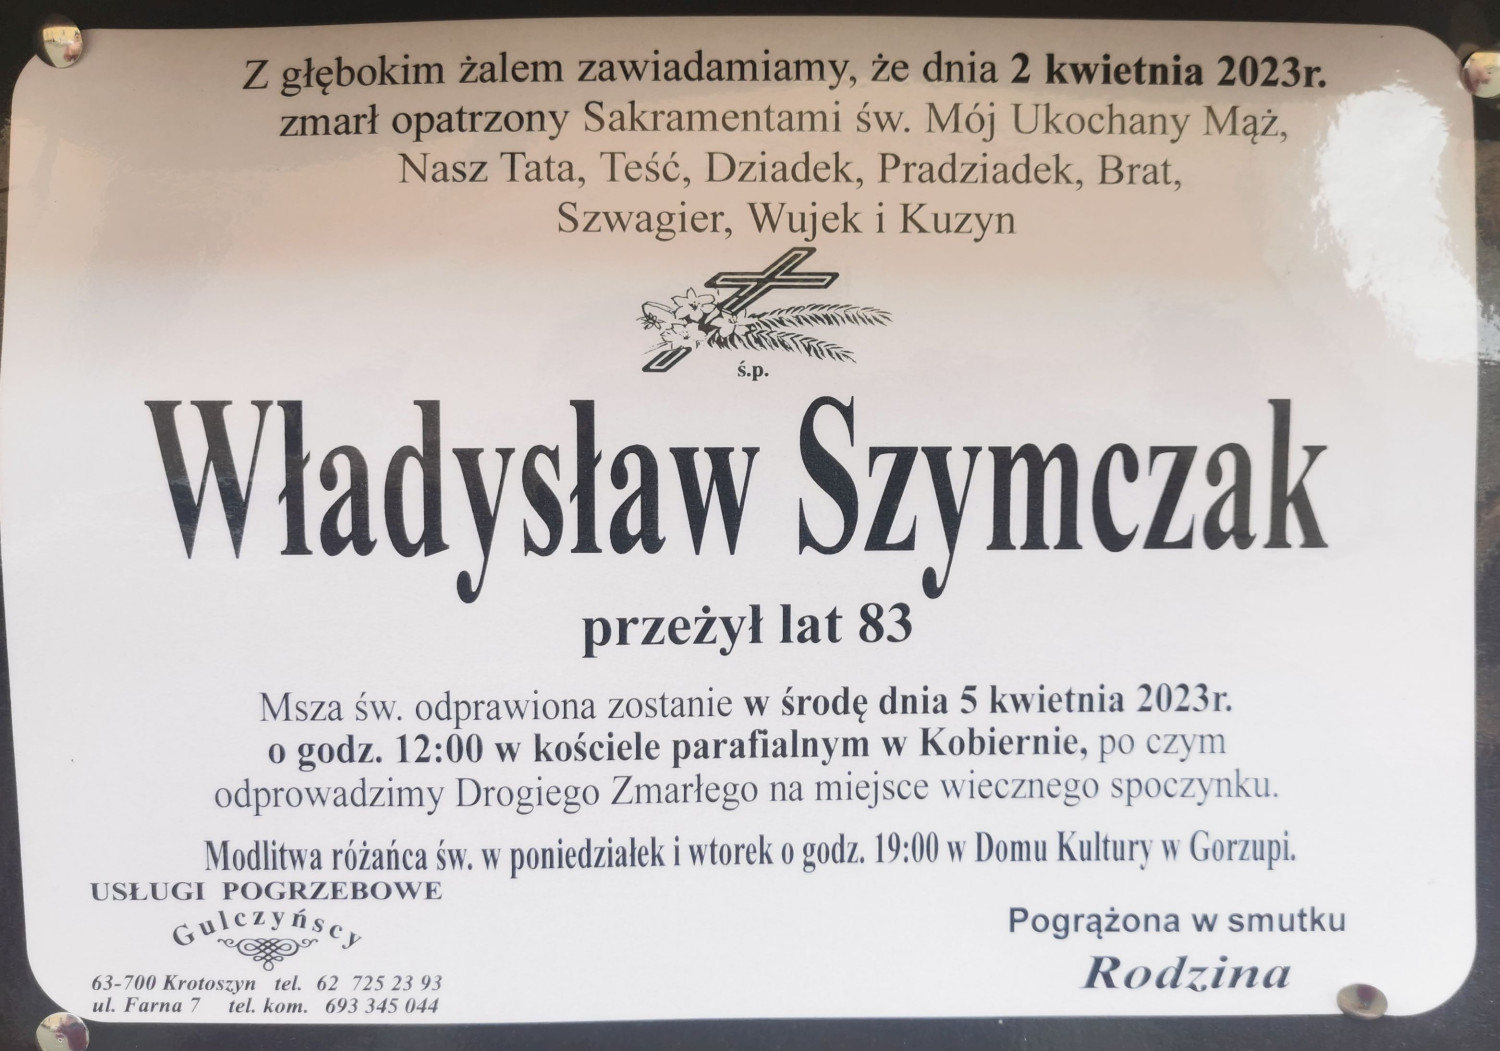 Z głębokim żalem zawiadamiamy, że dnia 2 kwietnia 2023r.
zmarł opatrzony Sakramentami św. Mój Ukochany Mąż,
Nasz Tata, Teść, Dziadek, Pradziadek, Brat,
Szwagier, Wujek i Kuzyn
ś.p.
Władysław Szymczak
przeżył lat 83
Msza św. odprawiona zostanie w środę dnia 5 kwietnia 2023r.
o godz. 12:00 w kościele parafialnym w Kobiernie, po czym
odprowadzimy Drogiego Zmarłego na miejsce wiecznego spoczynku.
Modlitwa różańca św. w poniedziałek i wtorek o godz. 19:00 w Domu Kultury w Gorzupi.
USŁUGI POGRZEBOWE
Gulczyńscy
63-700 Krotoszyn tel. 62 725 23 93
ul. Farna 7 tel. kom. 693 345 044
Pogrążona w smutku
Rodzina